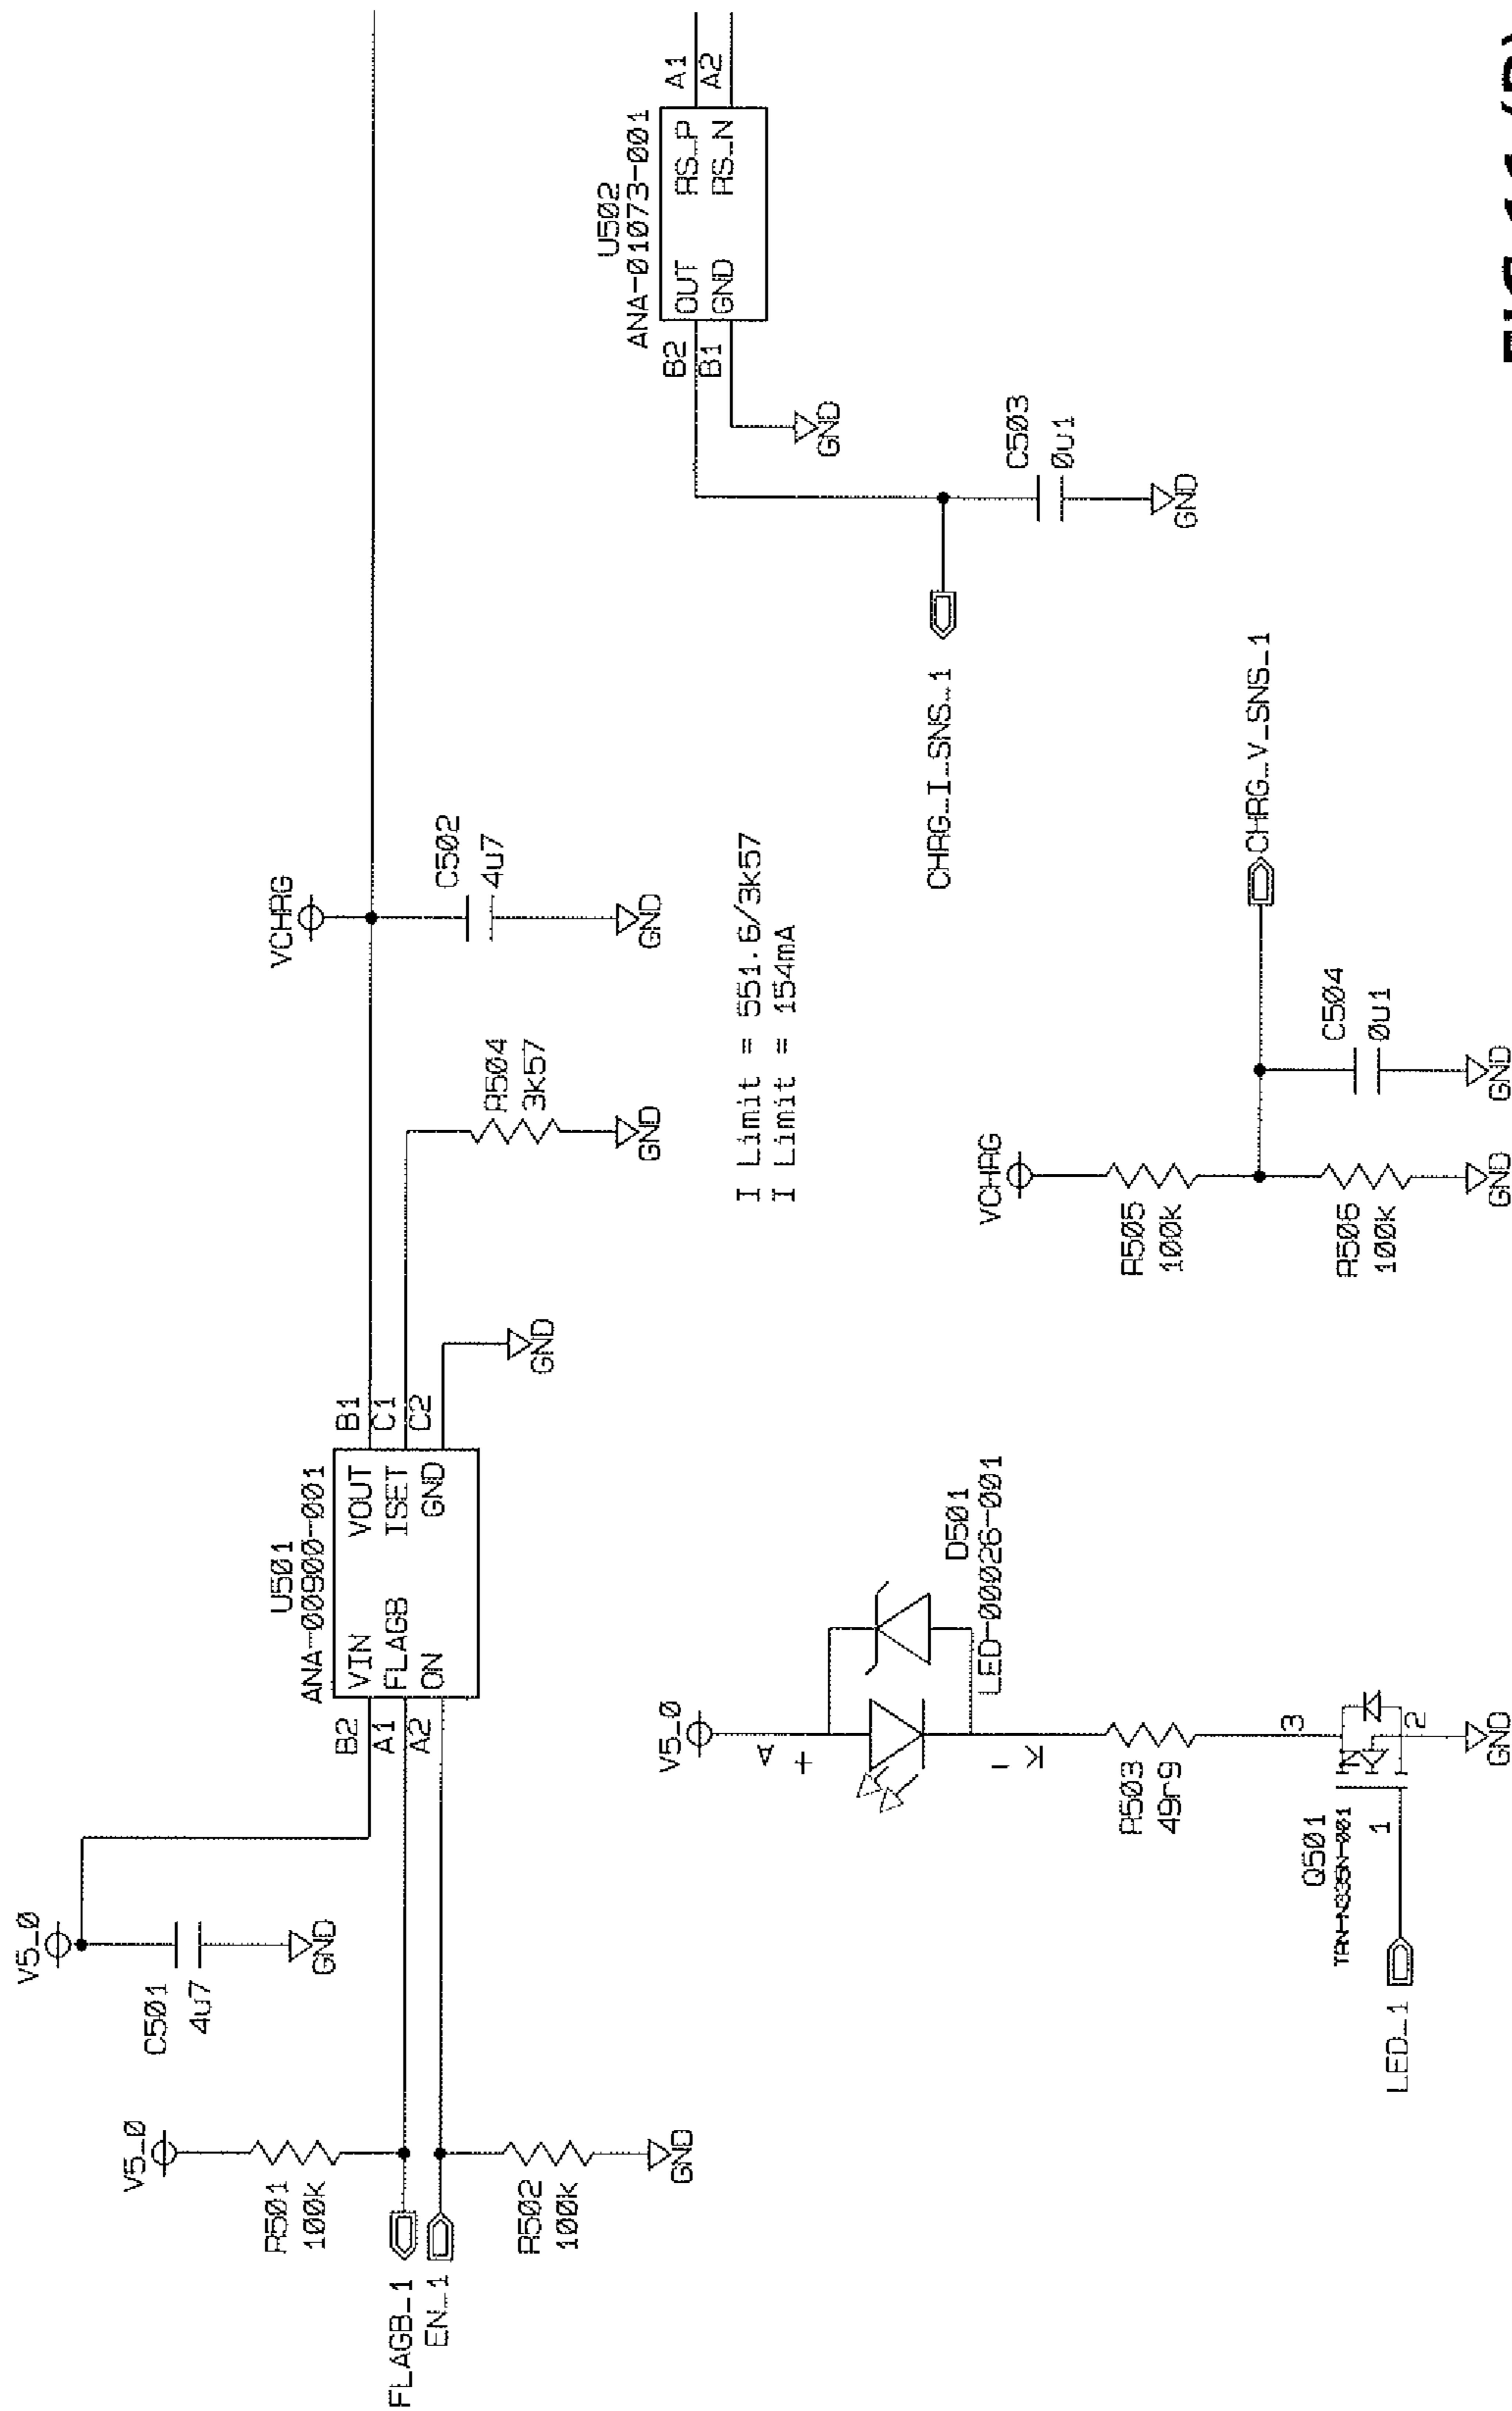 V5_0
C501
4u7
GND
V5_0
R501
100k
FLAGB_1
EN_1
R502
100k
GND
U501
ANA-00900-001
B2
A1
A2
VIN
FLAGB
ON
VOUT
ISET
GND
B1
C1
C2
GND
R504
3k57
GND
VCHRG
C502
4u7
GND
I Limit = 551.6/3k57
I Limit = 154mA
U502
ANA-01073-001
B2
B1
OUT
GND
RS_P
RS_N
A1
A2
GND
CHRG_I_SNS_1
C503
0u1
GND
V5_0
A
+
-
K
D501
LED-00026-001
R503
49r9
3
Q501
TRN-N335N-001
1
2
LED_1
GND
VCHRG
R505
100k
R506
100k
GND
C504
0u1
GND
CHRG_V_SNS_1